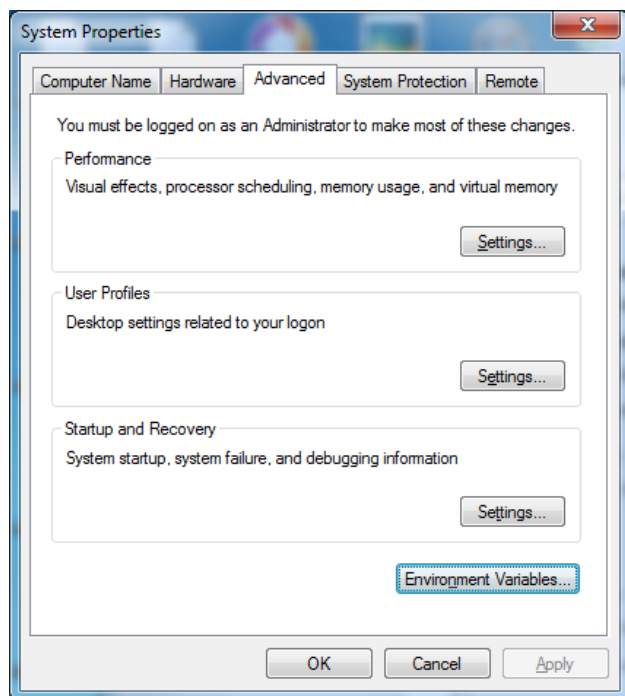 System Properties
Computer Name Hardware Advanced System Protection Remote
You must be logged on as an Administrator to make most of these changes.
Performance
Visual effects, processor scheduling, memory usage, and virtual memory
Settings...
User Profiles
Desktop settings related to your logon
Settings...
Startup and Recovery
System startup, system failure, and debugging information
Settings...
Environment Variables...
OK Cancel Apply